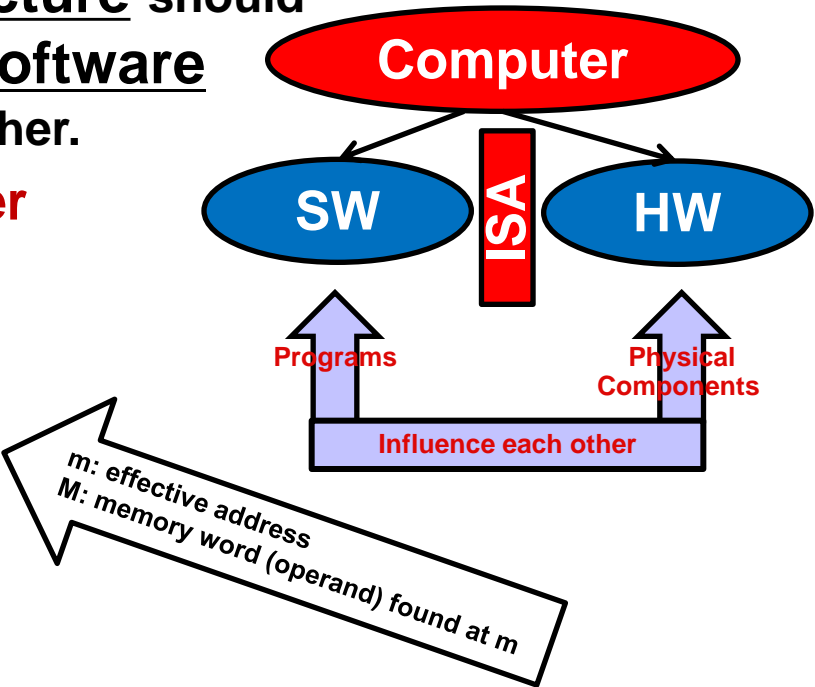 should
Computer
oftware
her.
SW
ISA
HW
er
Programs
Physical
Components
Influence each other
m: effective address
M: memory word (operand) found at m